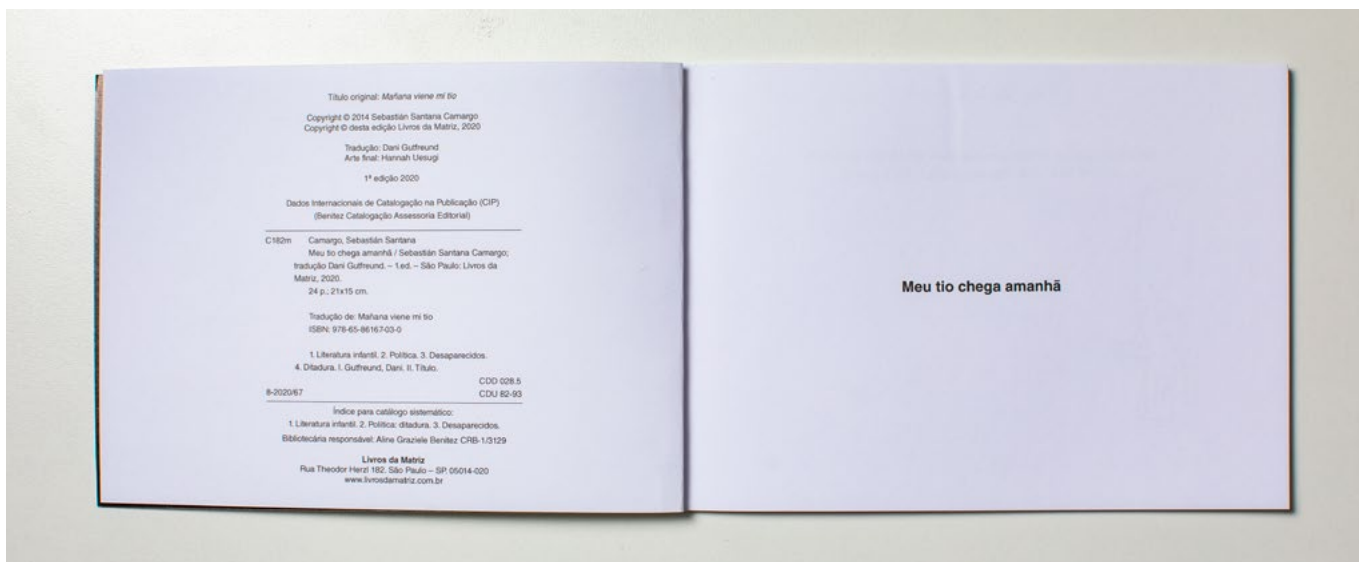 Título original: Mañana viene mi tio
Copyright © 2014 Sebastián Santana Camargo
Copyright © desta edição Livros da Matriz, 2020
Tradução: Dani Gutfreund
Arte final: Hannah Uesugi
1ª edição 2020
Dados Internacionais de Catalogação na Publicação (CIP)
(Benitez Catalogação Assessoria Editorial)
C182m Camargo, Sebastián Santana
Meu tio chega amanhã / Sebastián Santana Camargo;
tradução Dani Gutfreund. – 1.ed. – São Paulo: Livros da
Matriz, 2020.
24 p.; 21x15 cm.
Tradução de: Mañana viene mi tio
ISBN: 978-65-86167-03-0
1. Literatura infantil. 2. Política. 3. Desaparecidos.
4. Ditadura. I. Gutfreund, Dani. II. Título.
CDD 028.5
8-2020/67 CDU 82-93
Índice para catálogo sistemático:
1. Literatura infantil. 2. Política: ditadura. 3. Desaparecidos.
Bibliotecária responsável: Aline Graziele Benitez CRB-1/3129
Livros da Matriz
Rua Theodor Herzl 182. São Paulo – SP. 05014-020
www.livrosdamatriz.com.br
Meu tio chega amanhã